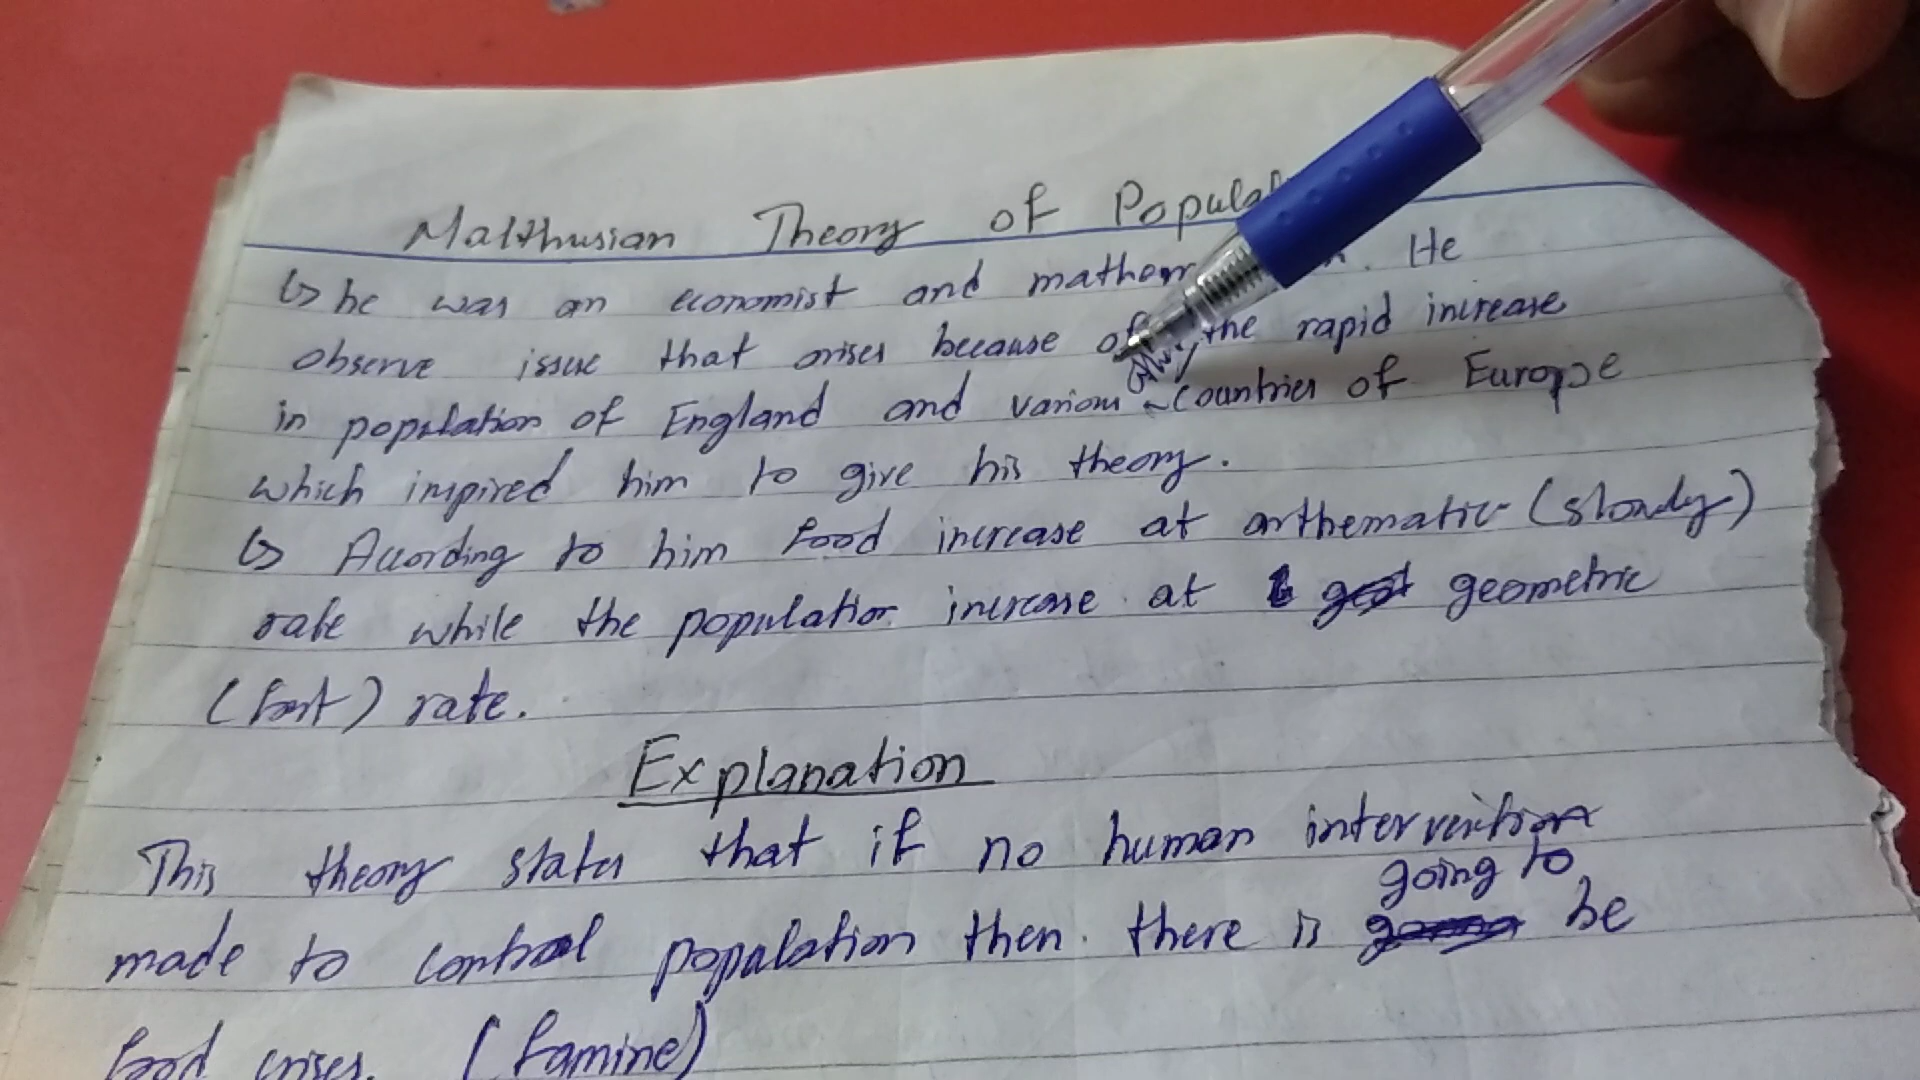 Malthusian Theory of Popula
↳ he was an economist and mathem. He
observe issue that arises because of the rapid increase
in population of England and various countries of Europe
which inspired him to give his theory.
↳ According to him food increase at arthematic (slowly)
rate while the population increase at geometric
(fast) rate.
Explanation
This theory states that if no human intervention
going to
made to control population then there is be
food crises. (famine)